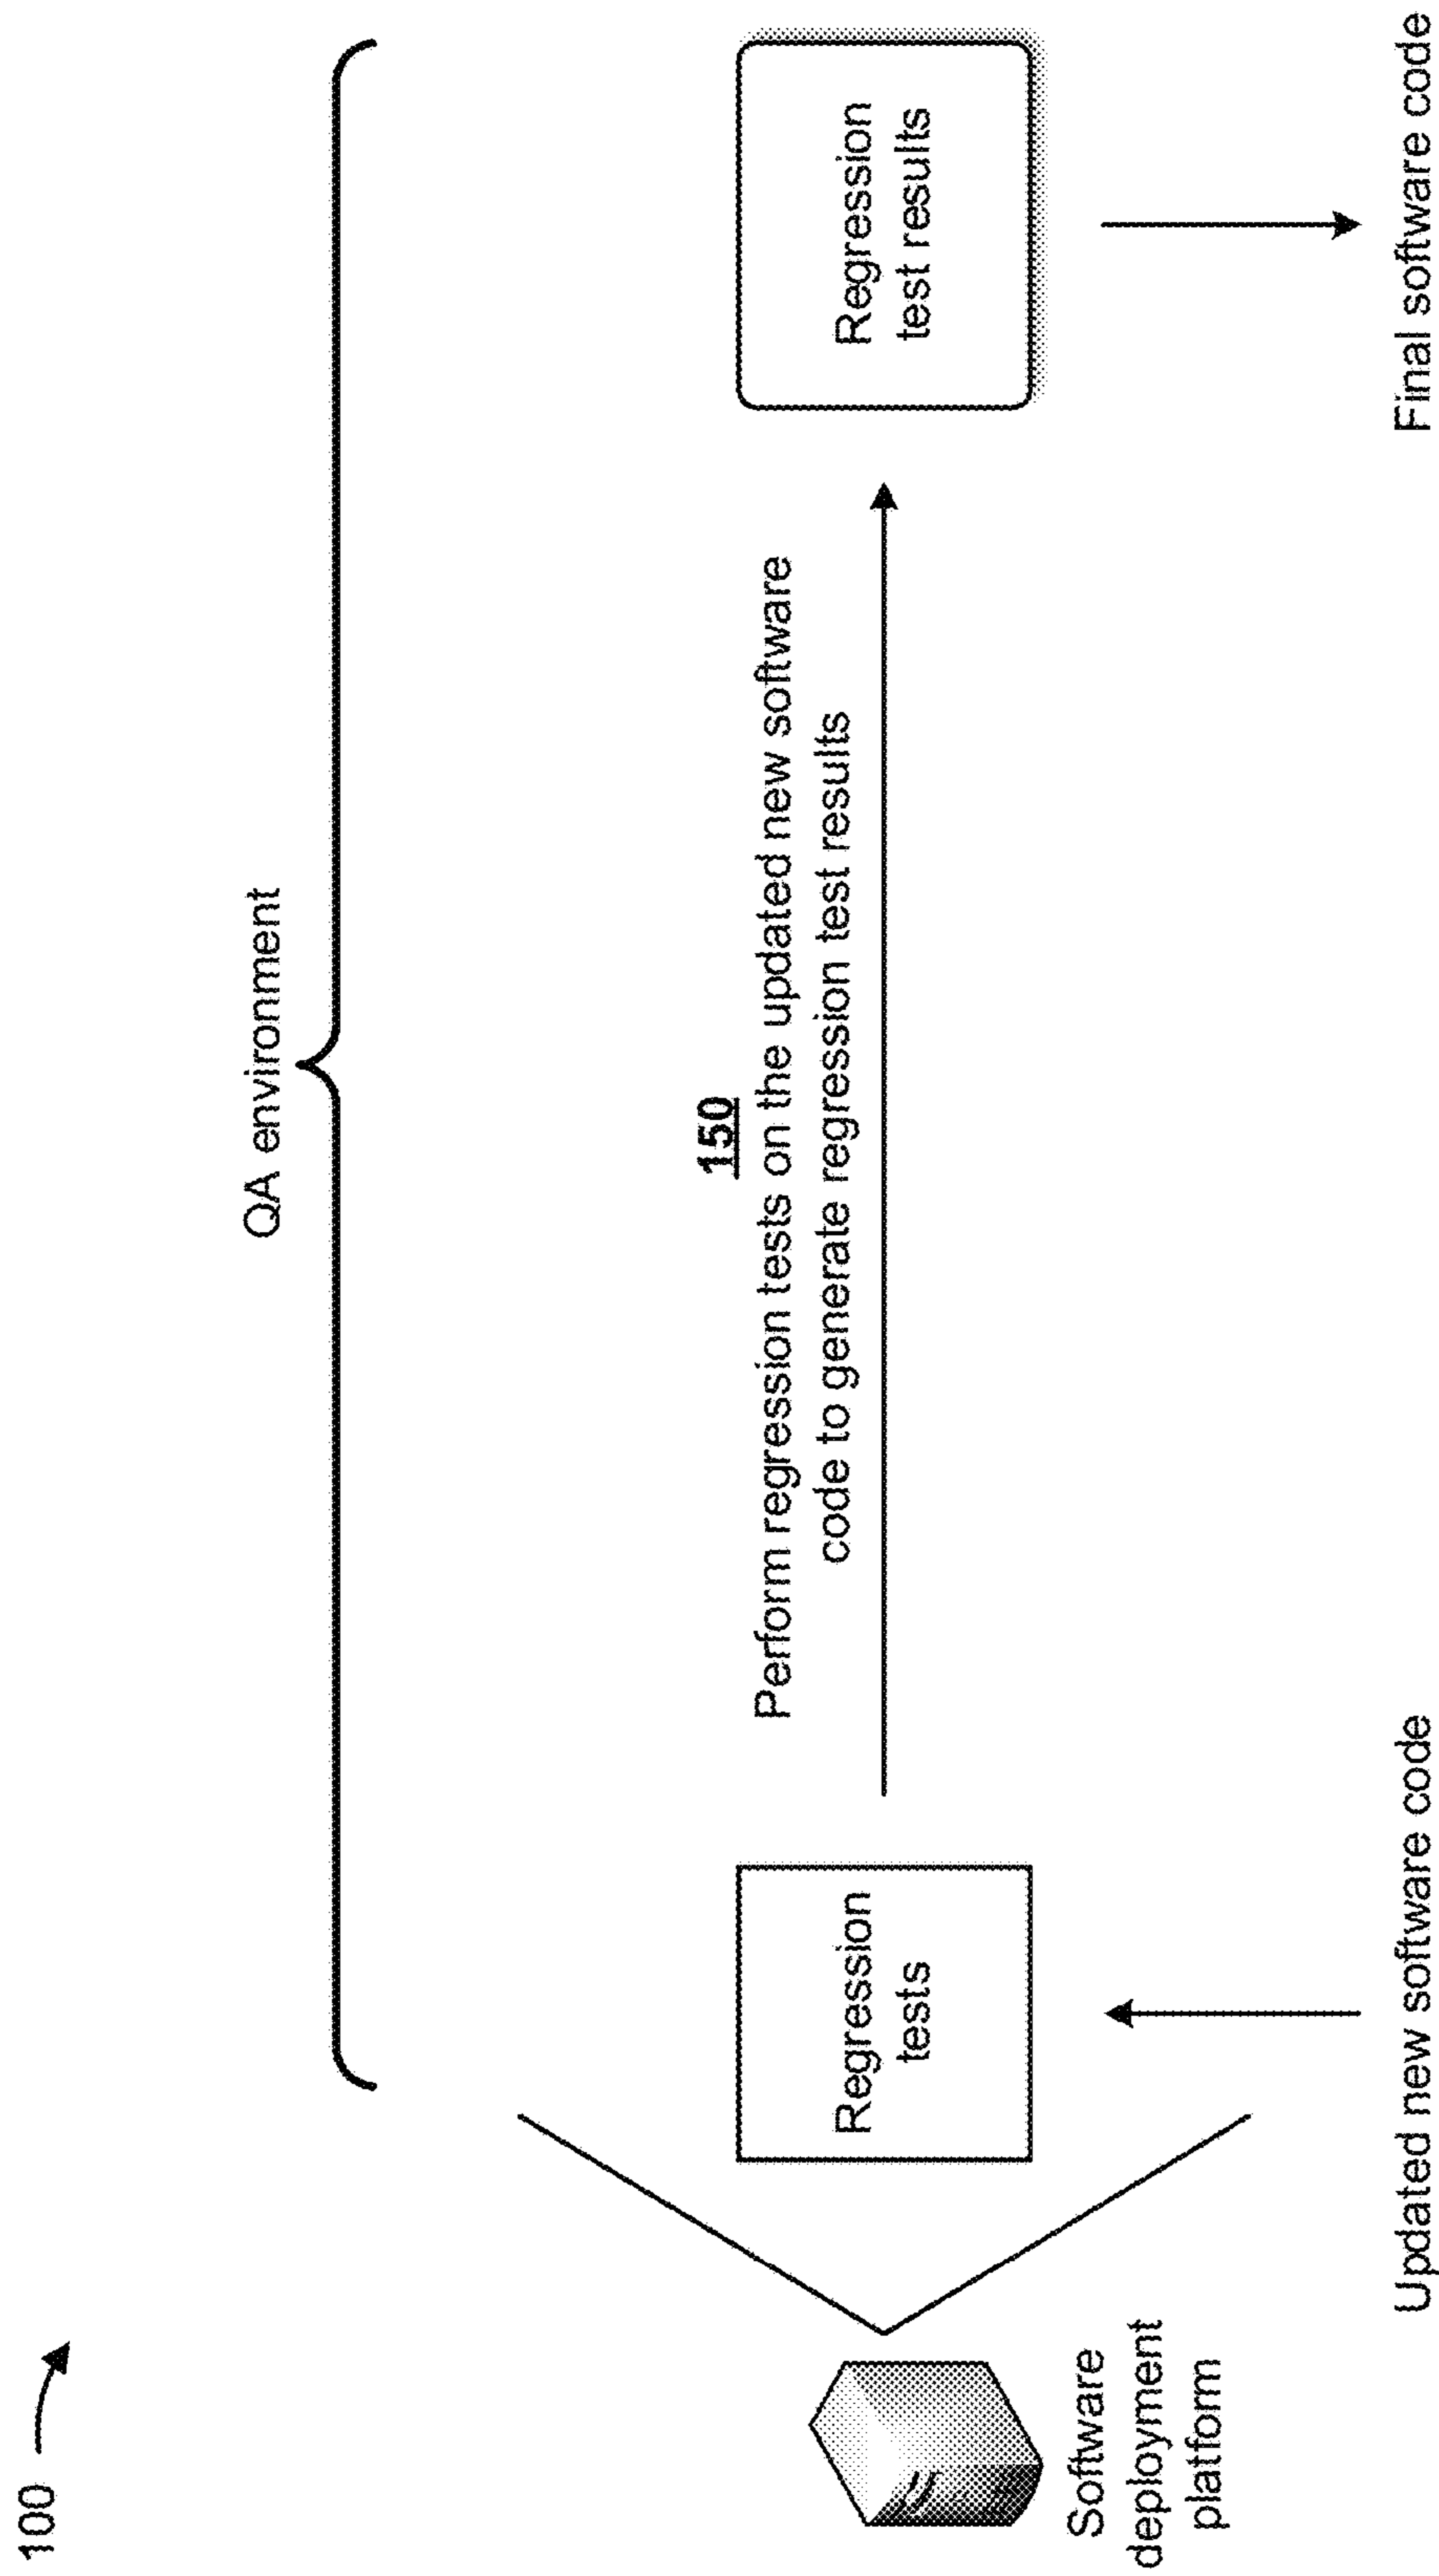 100
QA environment
150
Perform regression tests on the updated new software
code to generate regression test results
Regression
tests
Regression
test results
Software
deployment
platform
Updated new software code
Final software code